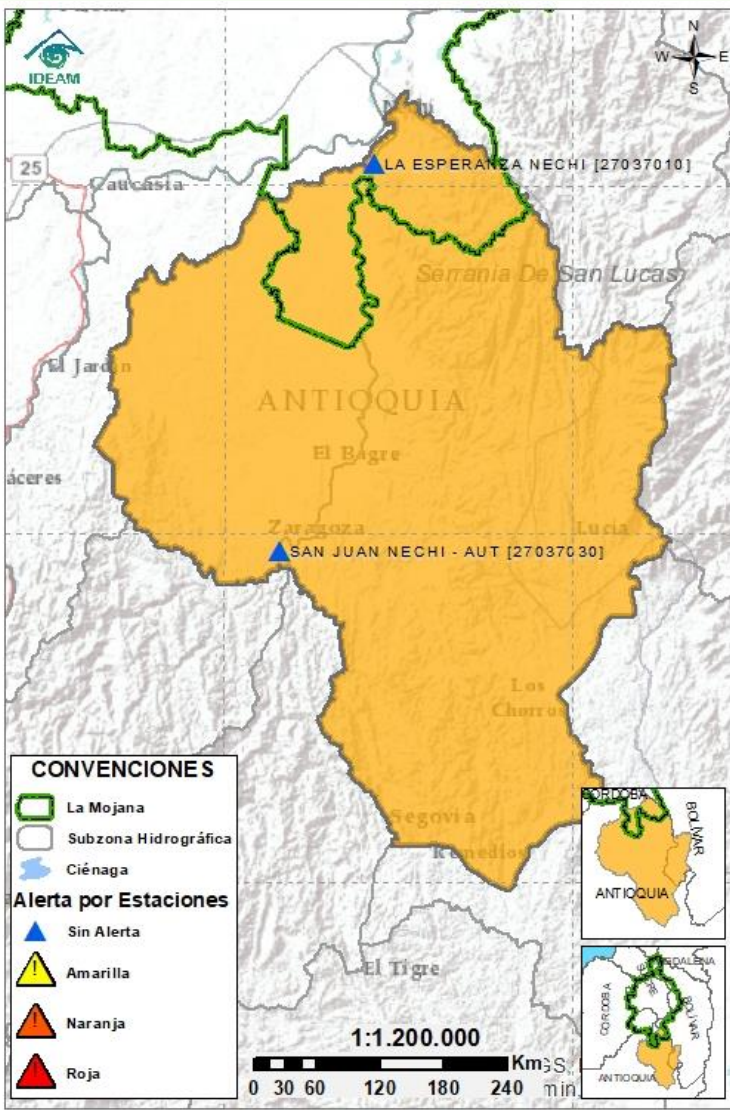 IDEAM
N
W E
S
25
Caucasia
LA ESPERANZA NECHI [27037010]
Serrania De San Lucas
El Jardin
ANTIOQUIA
El Bagre
áceres
Zaragoza
Lucia
SAN JUAN NECHI - AUT [27037030]
Los
Chorros
Segovia
Remedios
El Tigre
CONVENCIONES
La Mojana
Subzona Hidrográfica
Ciénaga
Alerta por Estaciones
Sin Alerta
Amarilla
Naranja
Roja
1:1.200.000
Km
0 30 60 120 180 240
CORDOBA
BOLIVAR
ANTIOQUIA
CORDOBA
BOLIVAR
ANTIOQUIA